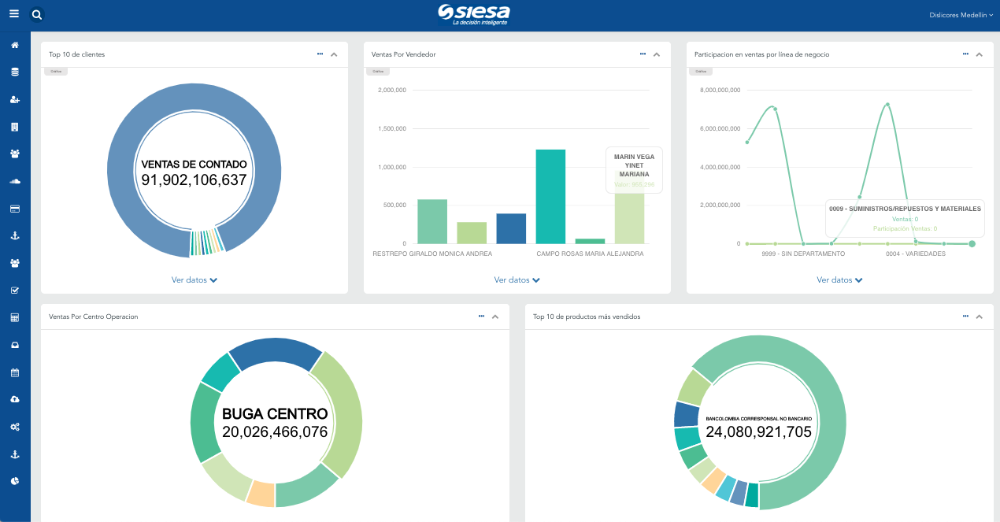 siesa
La decisión inteligente
Dislicores Medellín
Top 10 de clientes
Gráfica
VENTAS DE CONTADO
91,902,106,637
Ver datos
Ventas Por Vendedor
Gráfica
2,000,000
1,500,000
1,000,000
500,000
0
MARIN VEGA
YINET
MARIANA
Valor: 965,296
RESTREPO GIRALDO MONICA ANDREA
CAMPO ROSAS MARIA ALEJANDRA
Ver datos
Participacion en ventas por línea de negocio
Gráfica
8,000,000,000
6,000,000,000
4,000,000,000
2,000,000,000
0
0009 - SUMINISTROS/REPUESTOS Y MATERIALES
Ventas: 0
Participación Ventas: 0
9999 - SIN DEPARTAMENTO
0004 - VARIEDADES
Ver datos
Ventas Por Centro Operacion
BUGA CENTRO
20,026,466,076
Top 10 de productos más vendidos
BANCOLOMBIA CORRESPONSAL NO BANCARIO
24,080,921,705